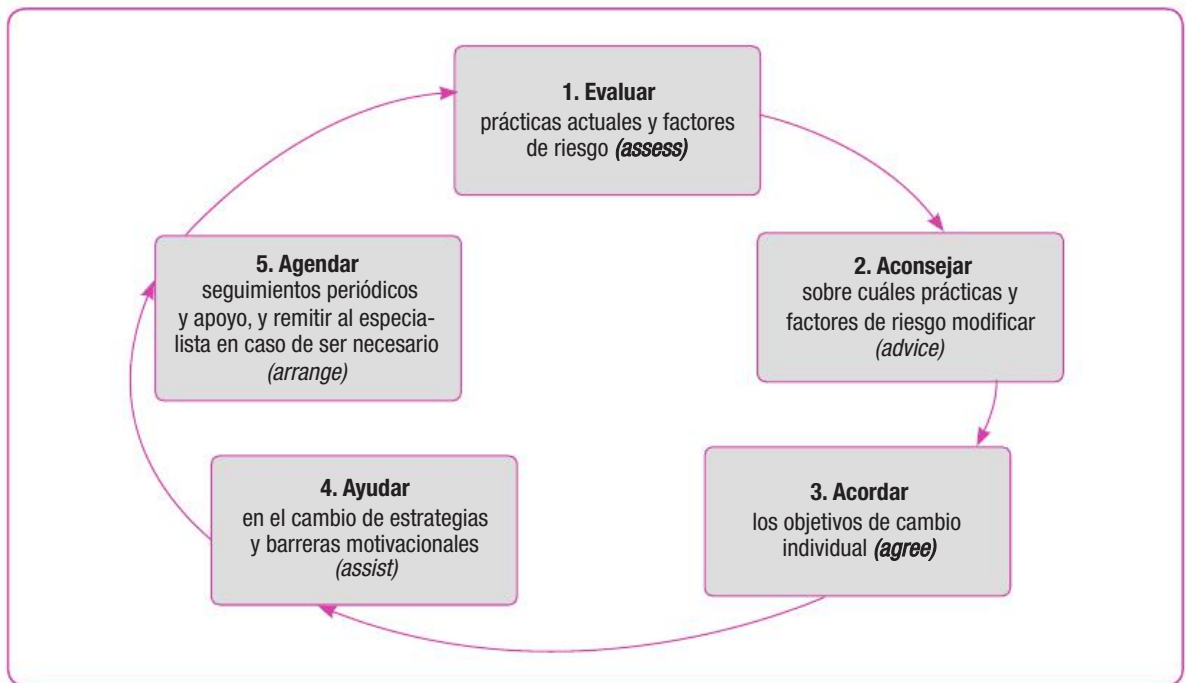 1. Evaluar
prácticas actuales y factores
de riesgo (assess)
2. Aconsejar
sobre cuáles prácticas y
factores de riesgo modificar
(advice)
3. Acordar
los objetivos de cambio
individual (agree)
4. Ayudar
en el cambio de estrategias
y barreras motivacionales
(assist)
5. Agendar
seguimientos periódicos
y apoyo, y remitir al especia-
lista en caso de ser necesario
(arrange)